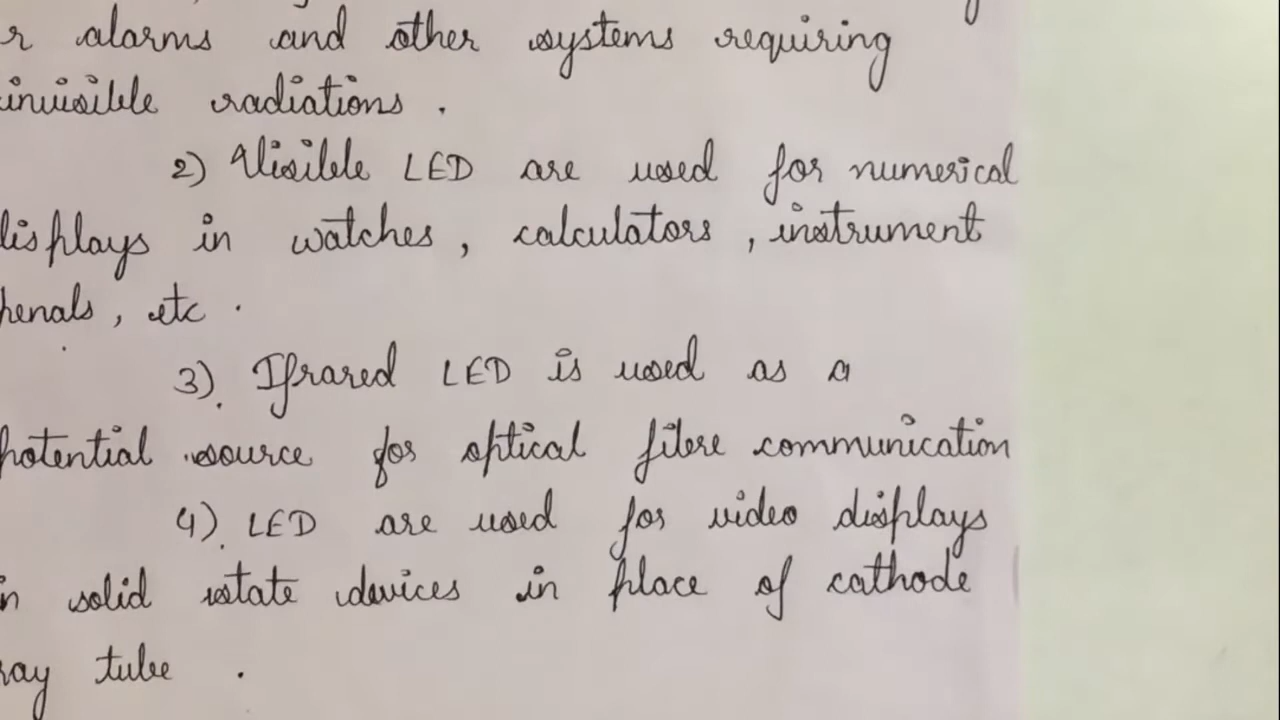 r alarms and other systems requiring
invisible radiations .
2) Visible LED are used for numerical
displays in watches , calculators , instrument
penals , etc .
3). Ifrared LED is used as a
potential source for optical fibre communication
4). LED are used for video displays
in solid state devices in place of cathode
ray tube .